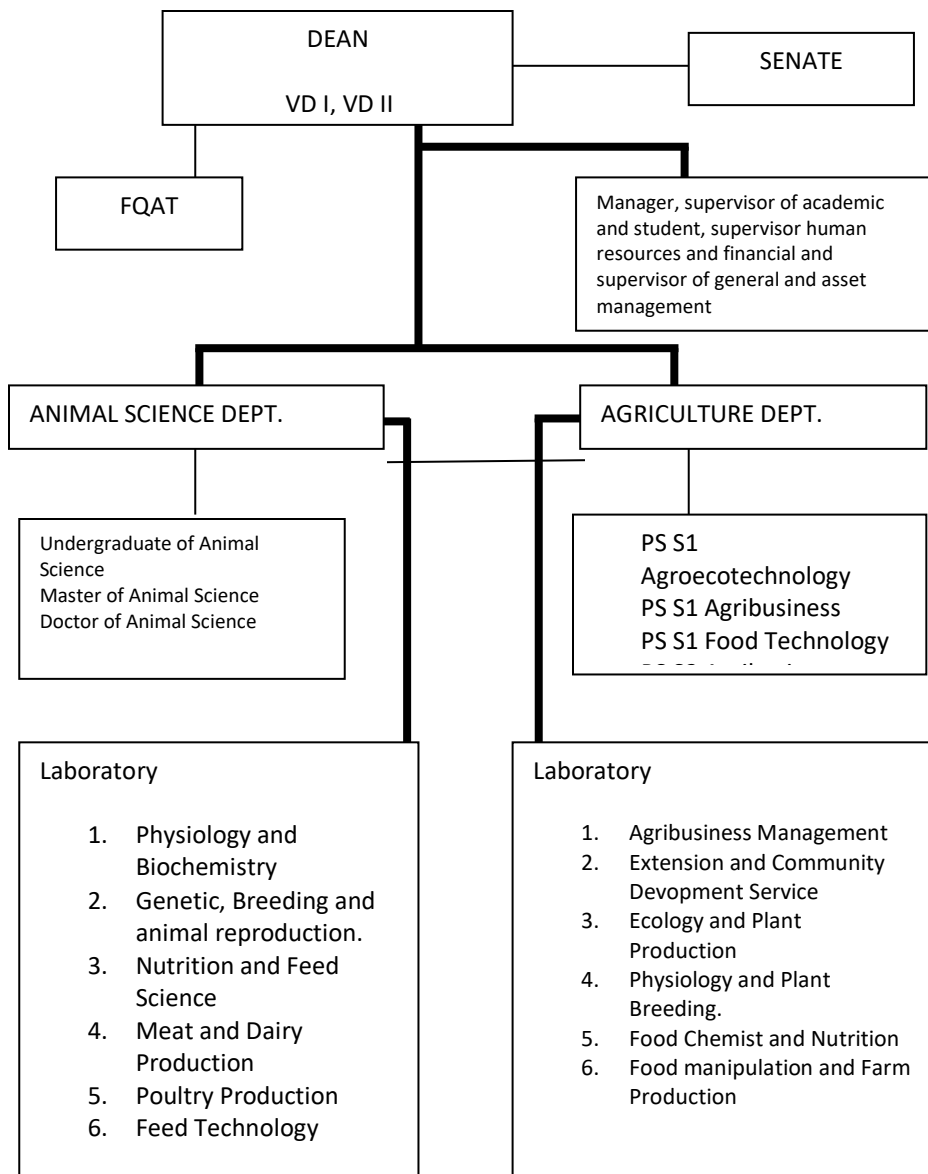 DEAN
VD I, VD II
SENATE
FQAT
Manager, supervisor of academic
and student, supervisor human
resources and financial and
supervisor of general and asset
management
ANIMAL SCIENCE DEPT.
AGRICULTURE DEPT.
Undergraduate of Animal
Science
Master of Animal Science
Doctor of Animal Science
PS S1
Agroecotechnology
PS S1 Agribusiness
PS S1 Food Technology
Laboratory
1. Physiology and
Biochemistry
2. Genetic, Breeding and
animal reproduction.
3. Nutrition and Feed
Science
4. Meat and Dairy
Production
5. Poultry Production
6. Feed Technology
Laboratory
1. Agribusiness Management
2. Extension and Community
Devopment Service
3. Ecology and Plant
Production
4. Physiology and Plant
Breeding.
5. Food Chemist and Nutrition
6. Food manipulation and Farm
Production